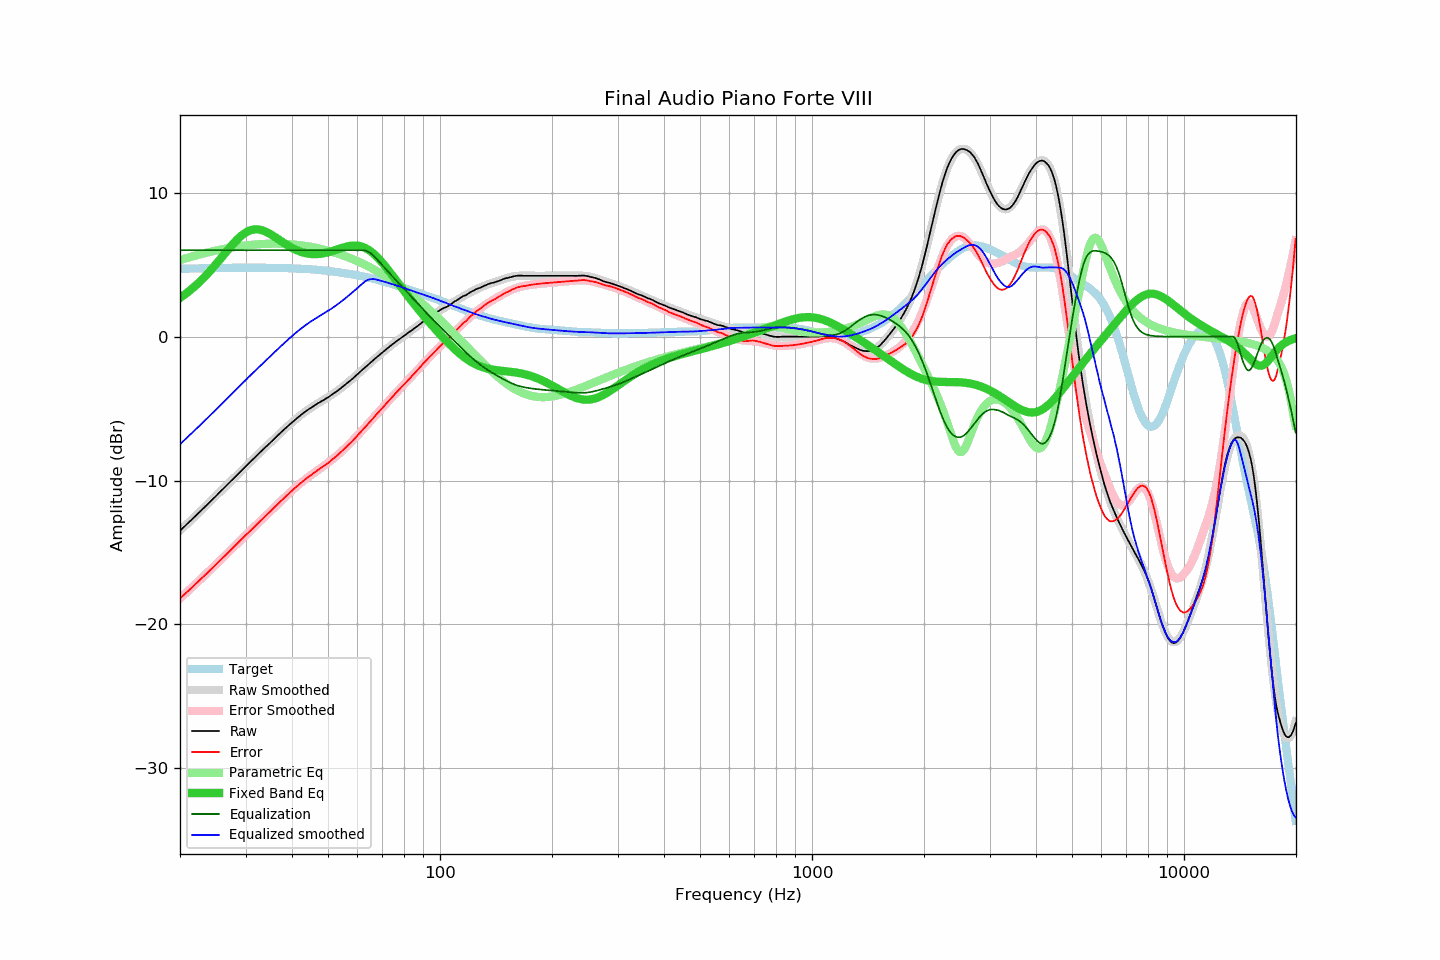 Final Audio Piano Forte VIII
Amplitude (dBr)
10
0
−10
−20
−30
Target
Raw Smoothed
Error Smoothed
Raw
Error
Parametric Eq
Fixed Band Eq
Equalization
Equalized smoothed
100
1000
10000
Frequency (Hz)